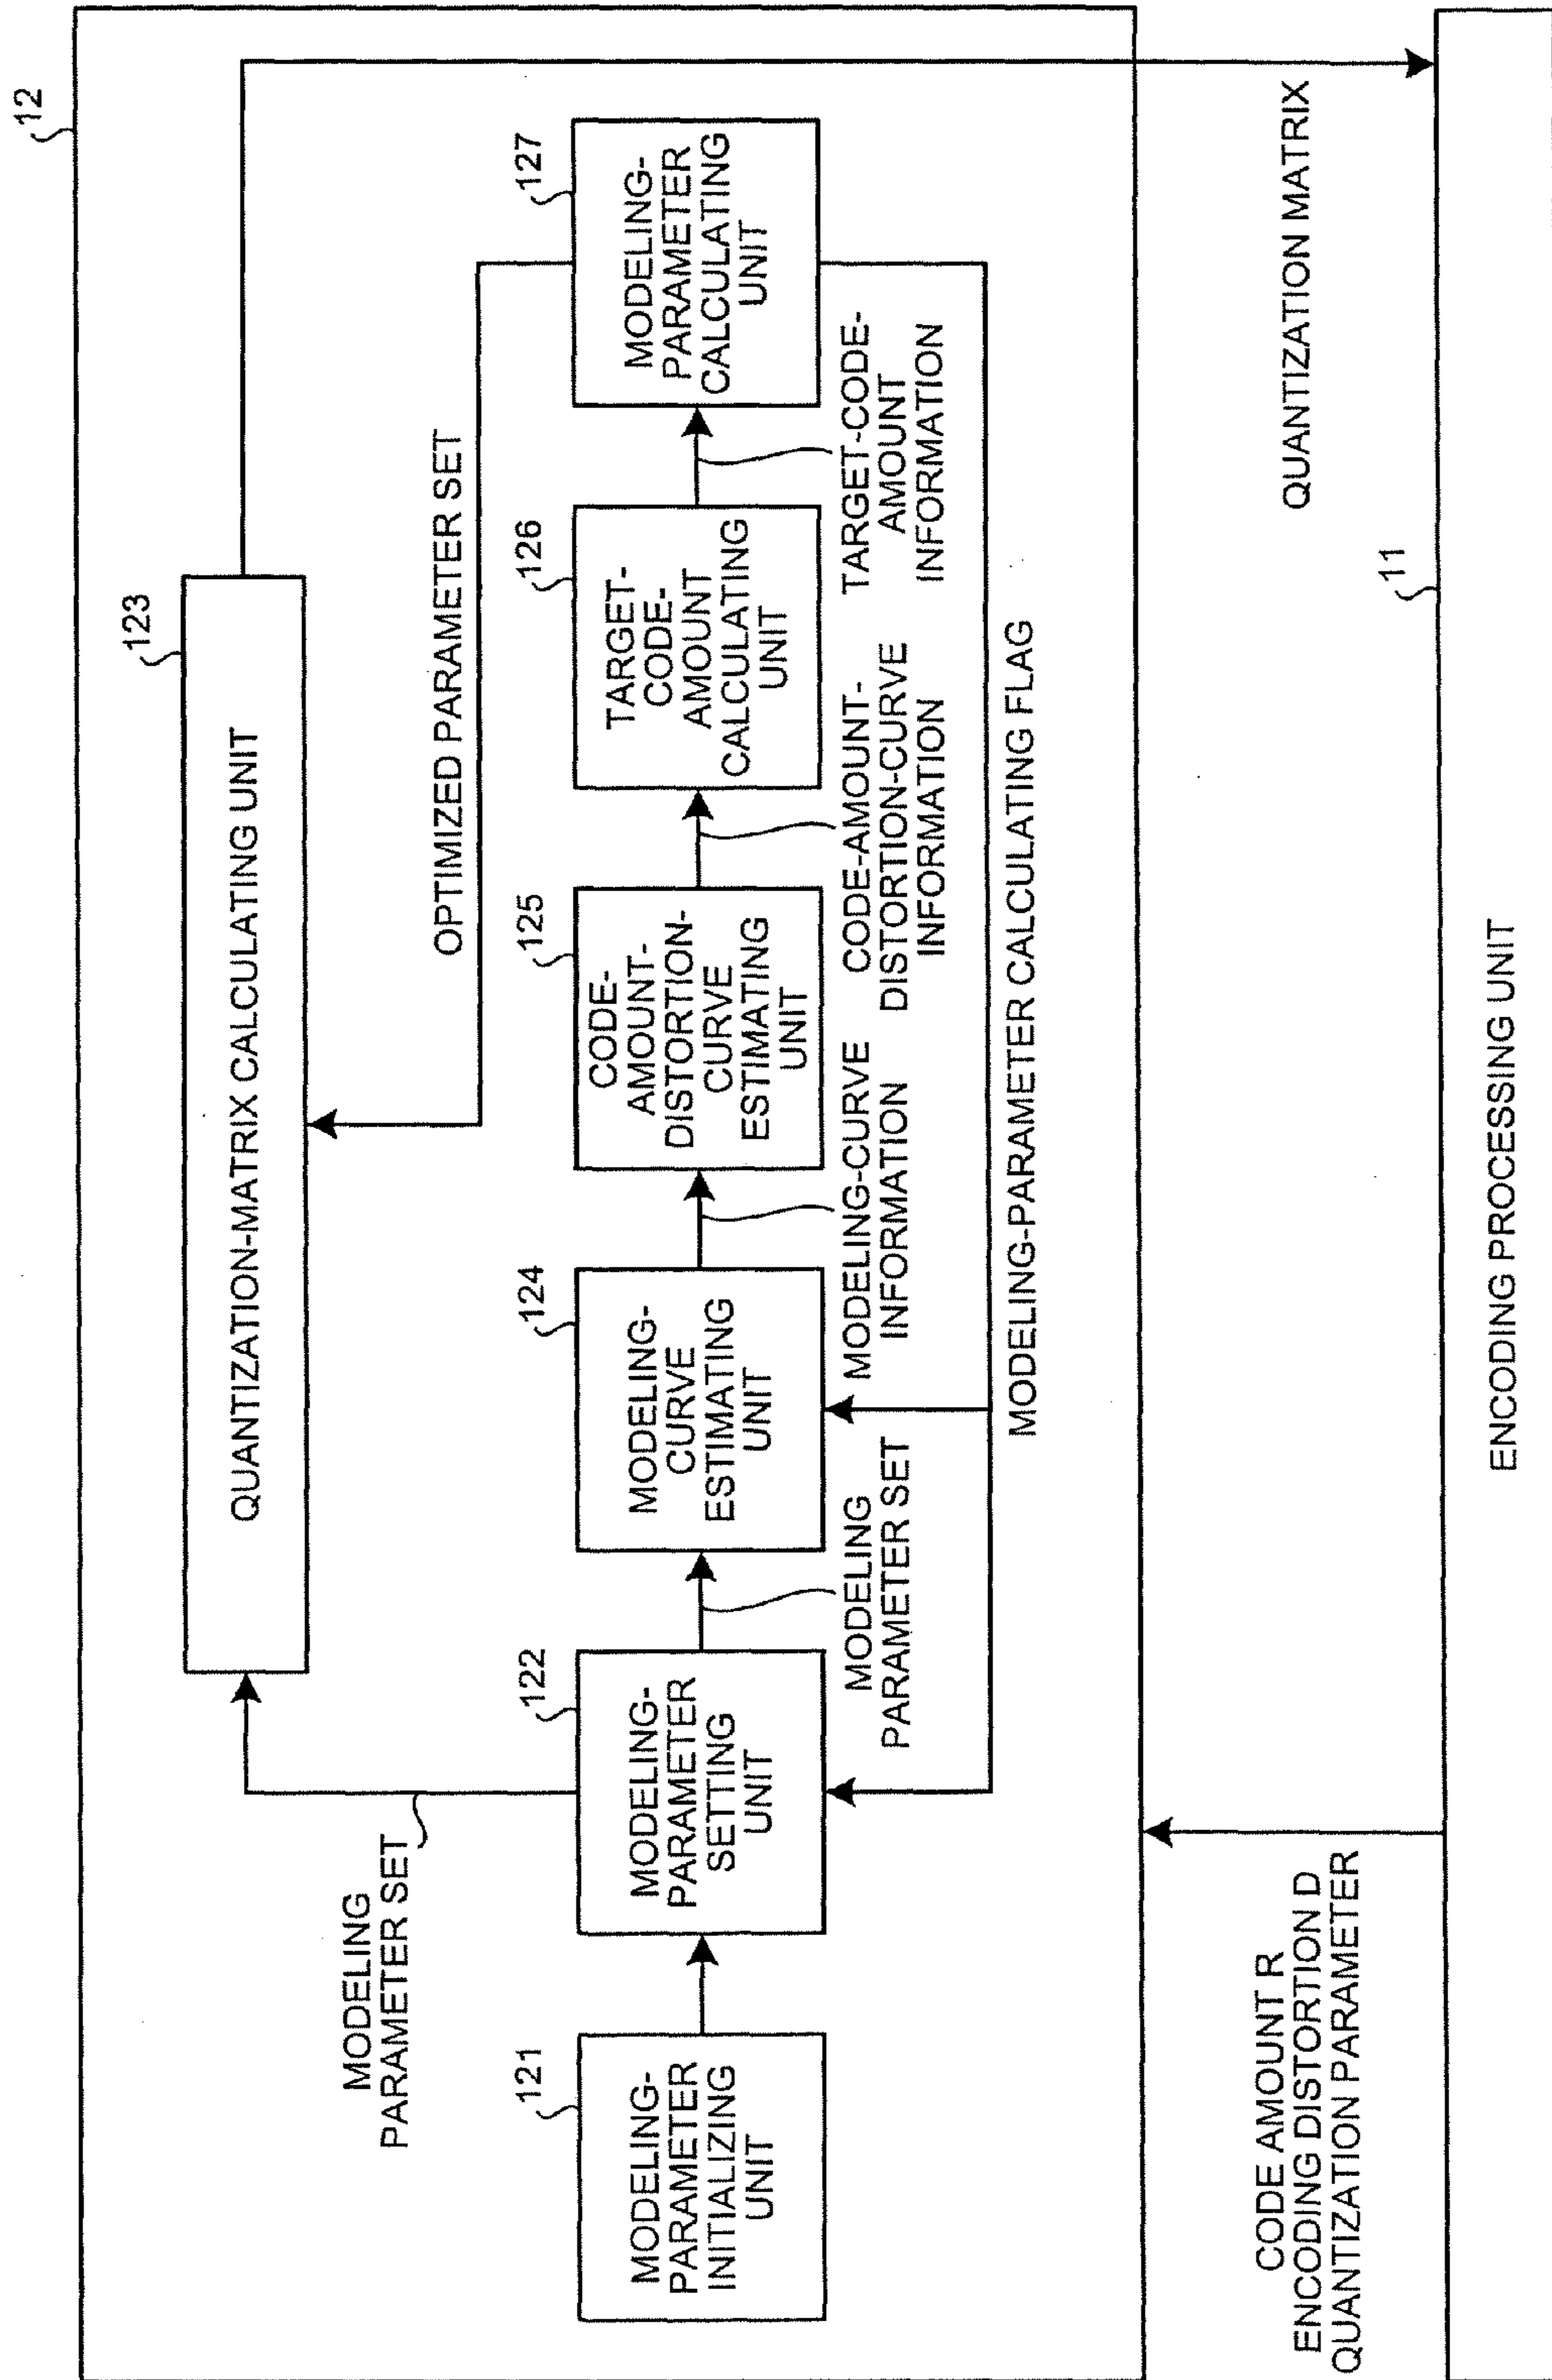 12
123
QUANTIZATION-MATRIX CALCULATING UNIT
MODELING
PARAMETER SET
OPTIMIZED PARAMETER SET
121
MODELING-
PARAMETER
INITIALIZING
UNIT
122
MODELING-
PARAMETER
SETTING
UNIT
124
MODELING-
CURVE
ESTIMATING
UNIT
125
CODE-
AMOUNT-
DISTORTION-
CURVE
ESTIMATING
UNIT
126
TARGET-
CODE-
AMOUNT
CALCULATING
UNIT
127
MODELING-
PARAMETER
CALCULATING
UNIT
MODELING
PARAMETER SET
MODELING-CURVE
INFORMATION
CODE-AMOUNT-
DISTORTION-CURVE
INFORMATION
TARGET-CODE-
AMOUNT
INFORMATION
MODELING-PARAMETER CALCULATING FLAG
CODE AMOUNT R
ENCODING DISTORTION D
QUANTIZATION PARAMETER
QUANTIZATION MATRIX
11
ENCODING PROCESSING UNIT